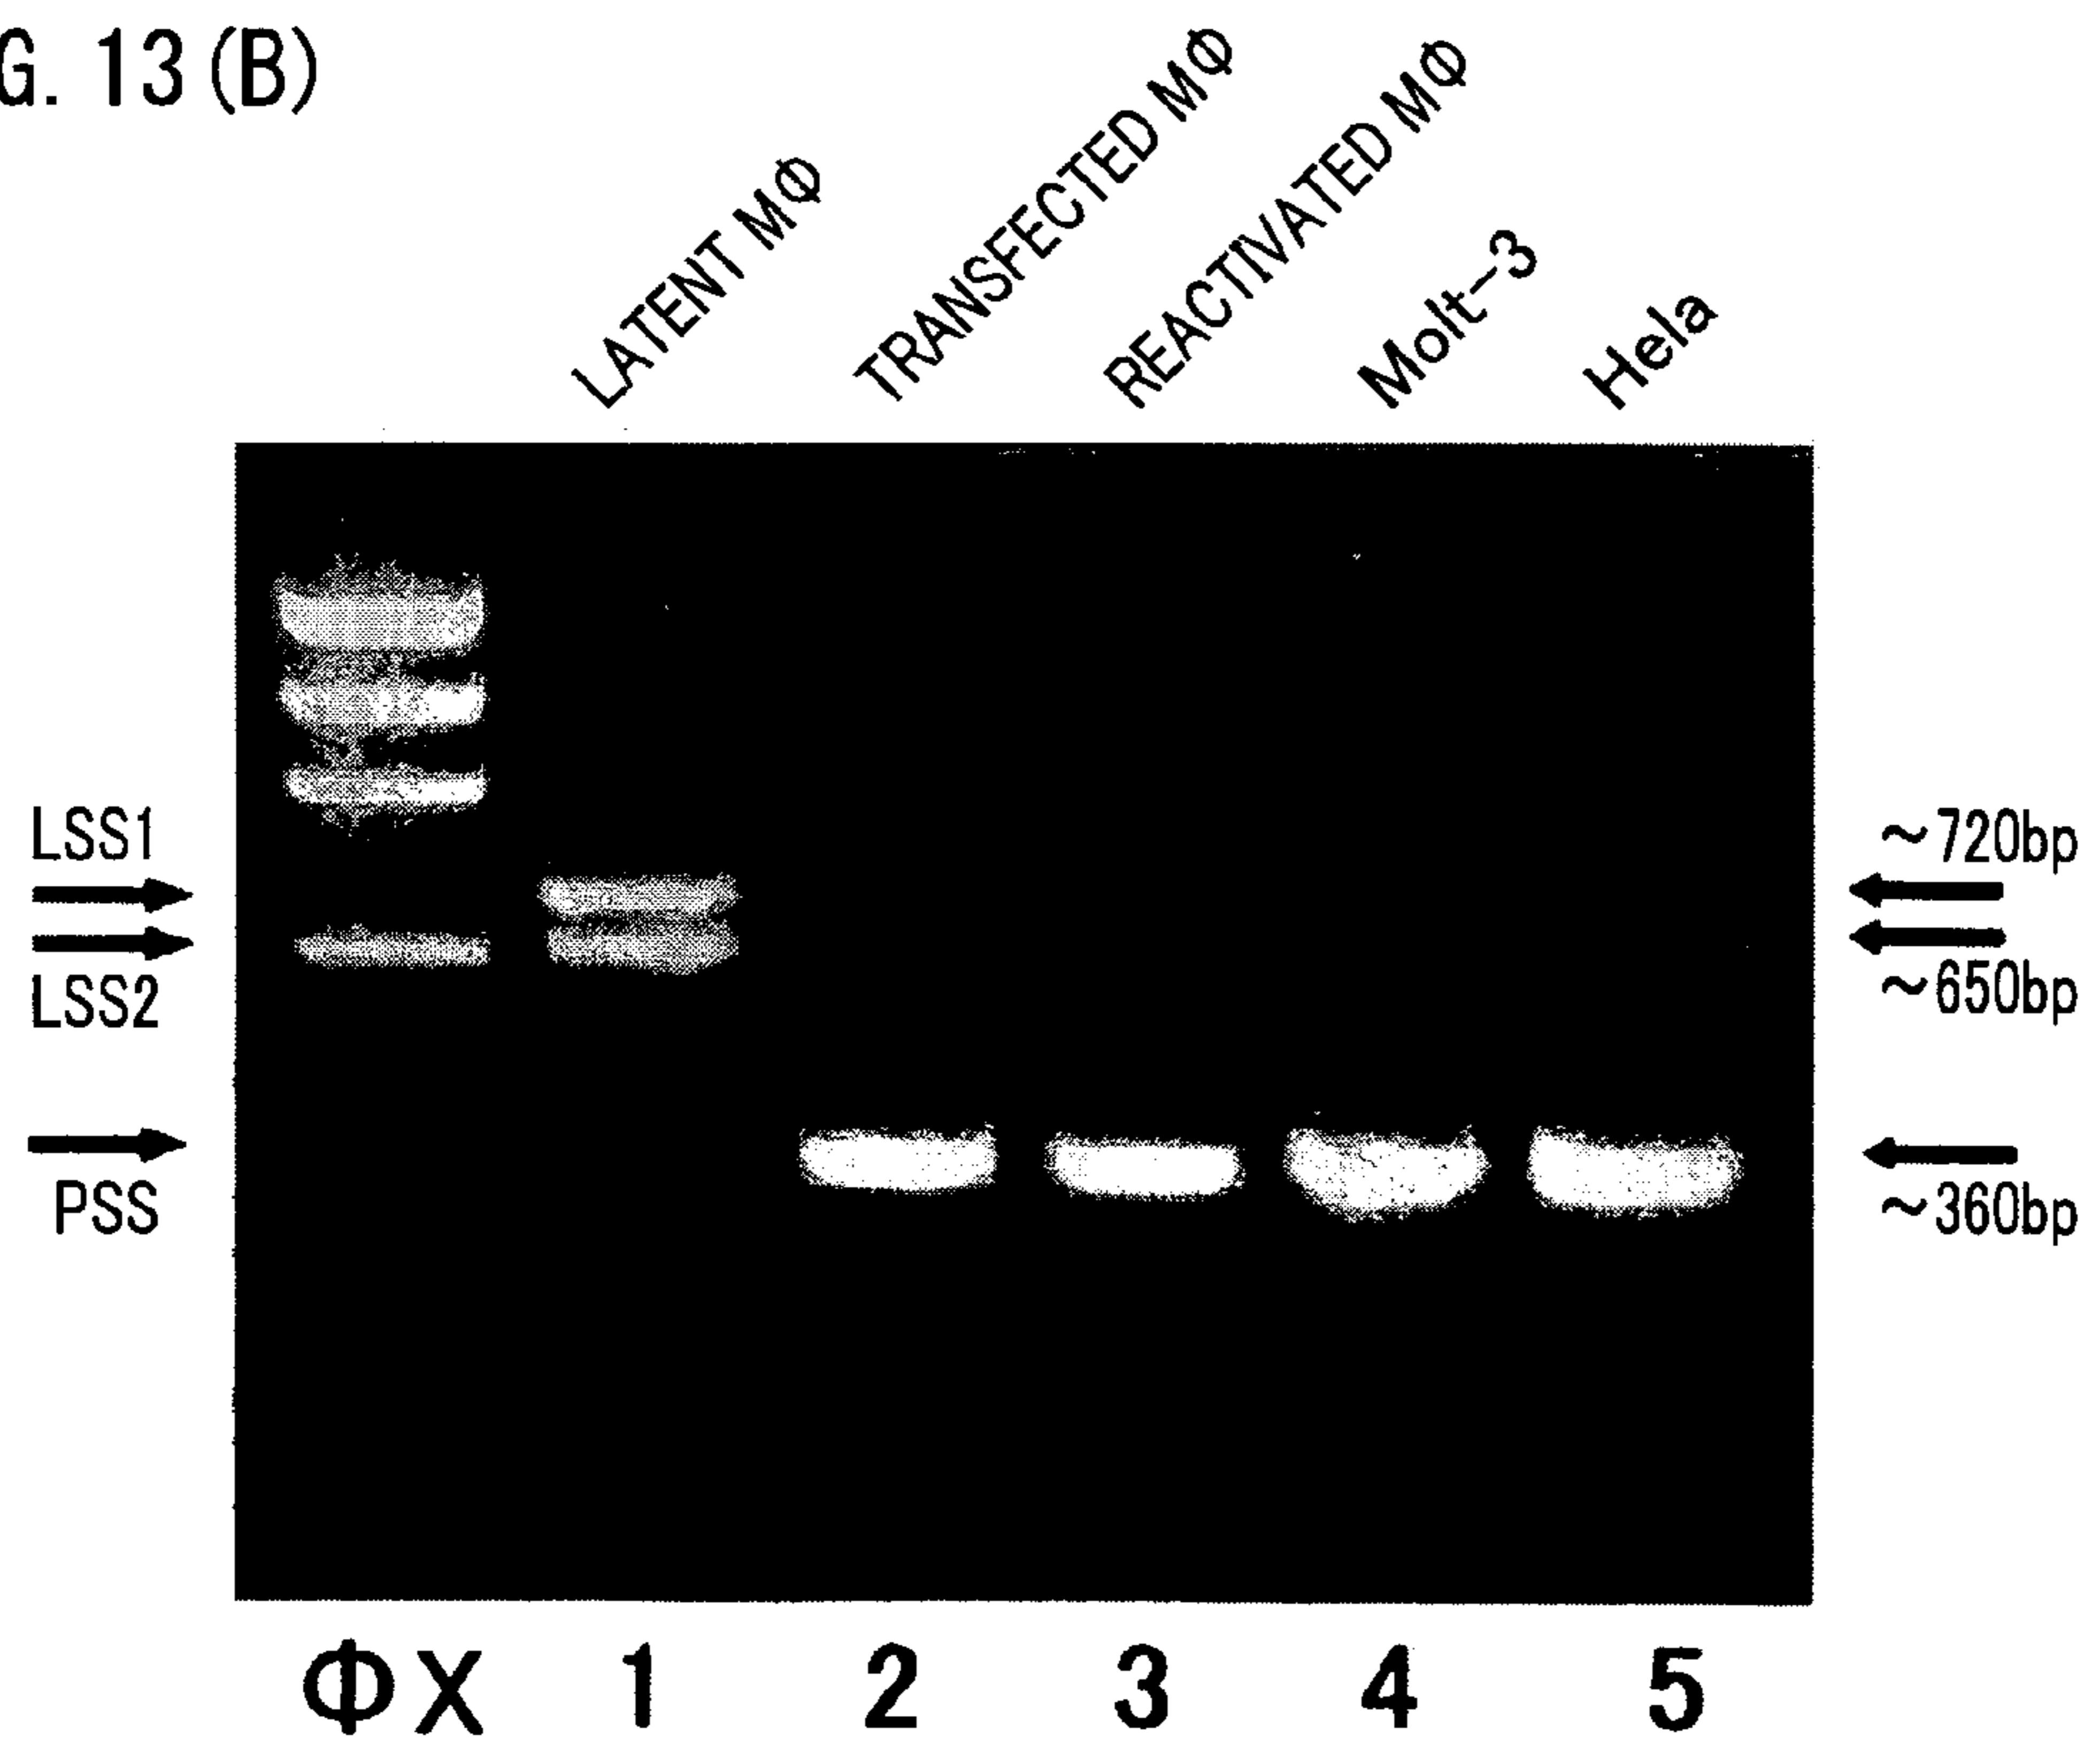 G. 13 (B)
LATENT MΦ
TRANSFECTED MΦ
REACTIVATED MΦ
Molt-3
Hela
LSS1
~720bp
LSS2
~650bp
PSS
~360bp
ΦX 1 2 3 4 5